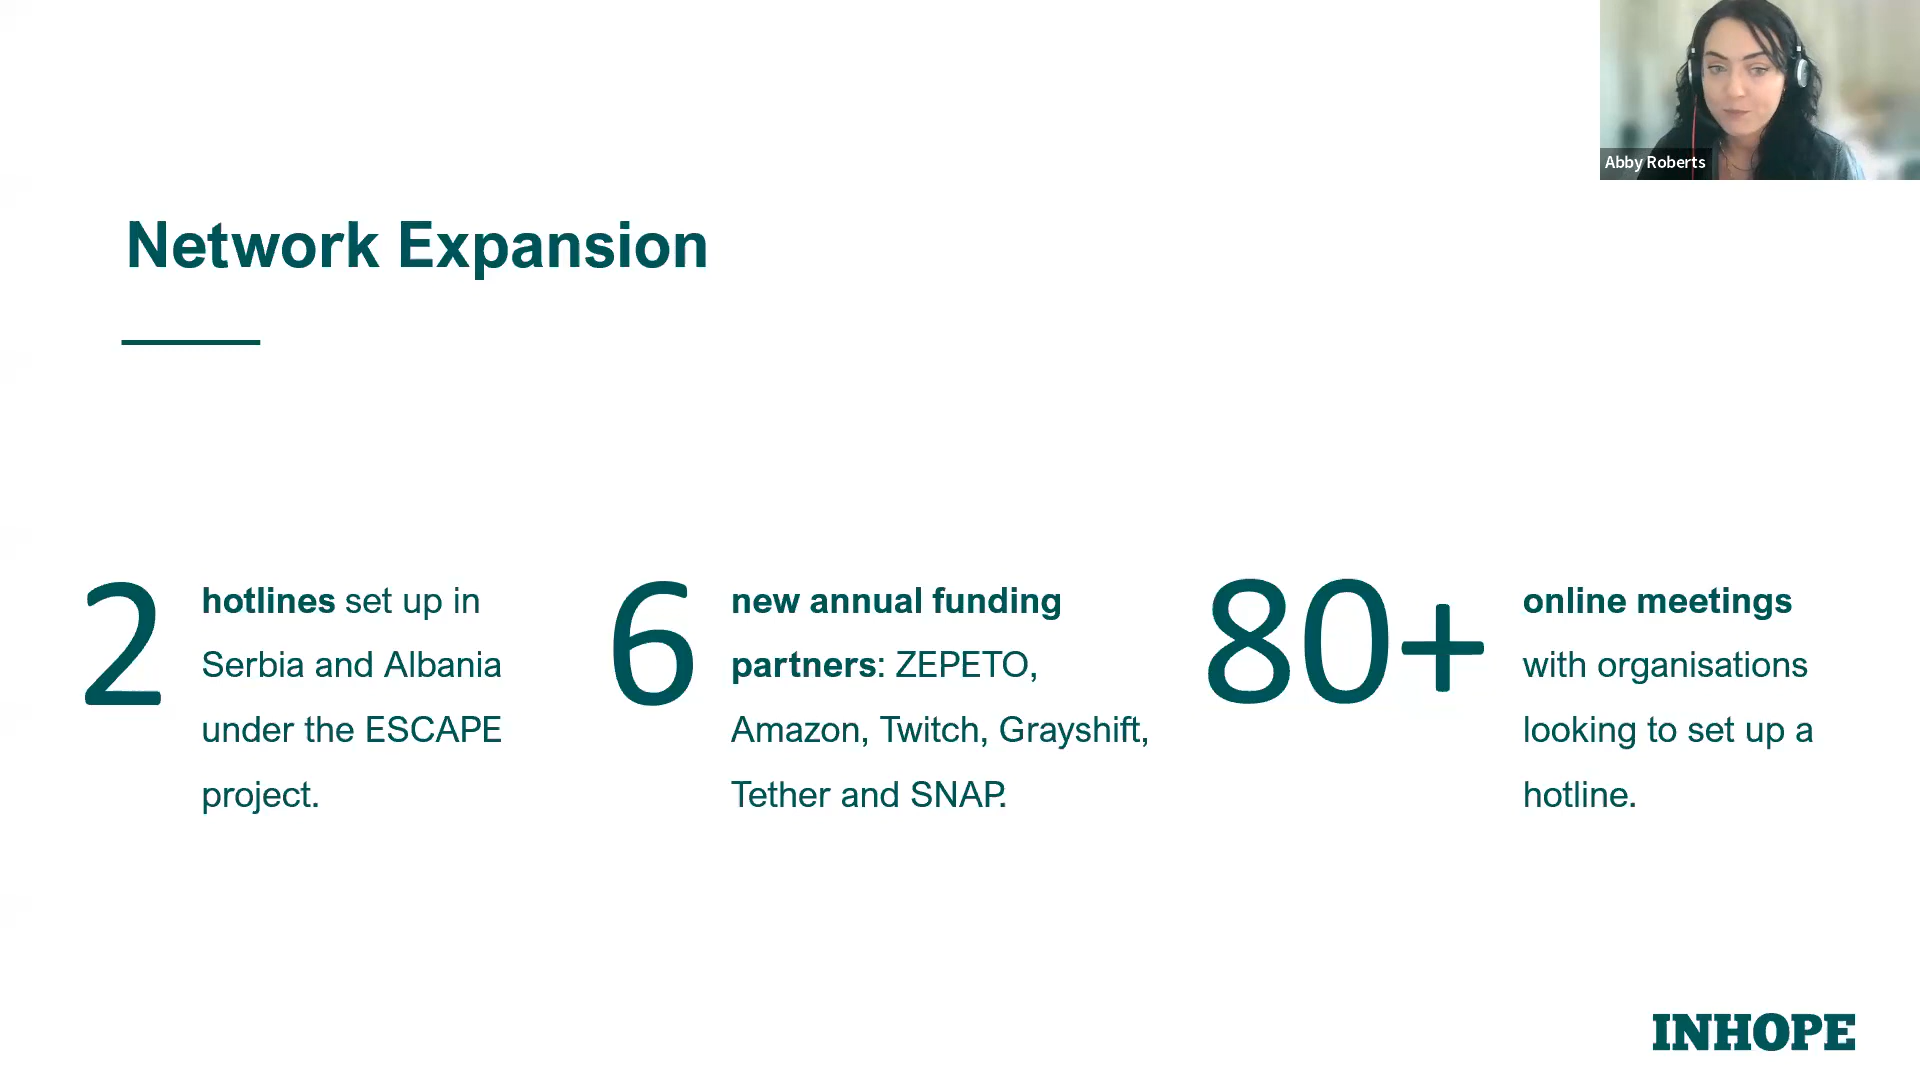 Abby Roberts
Network Expansion
2
hotlines set up in
Serbia and Albania
under the ESCAPE
project.
6
new annual funding
partners: ZEPETO,
Amazon, Twitch, Grayshift,
Tether and SNAP.
80+
online meetings
with organisations
looking to set up a
hotline.
INHOPE